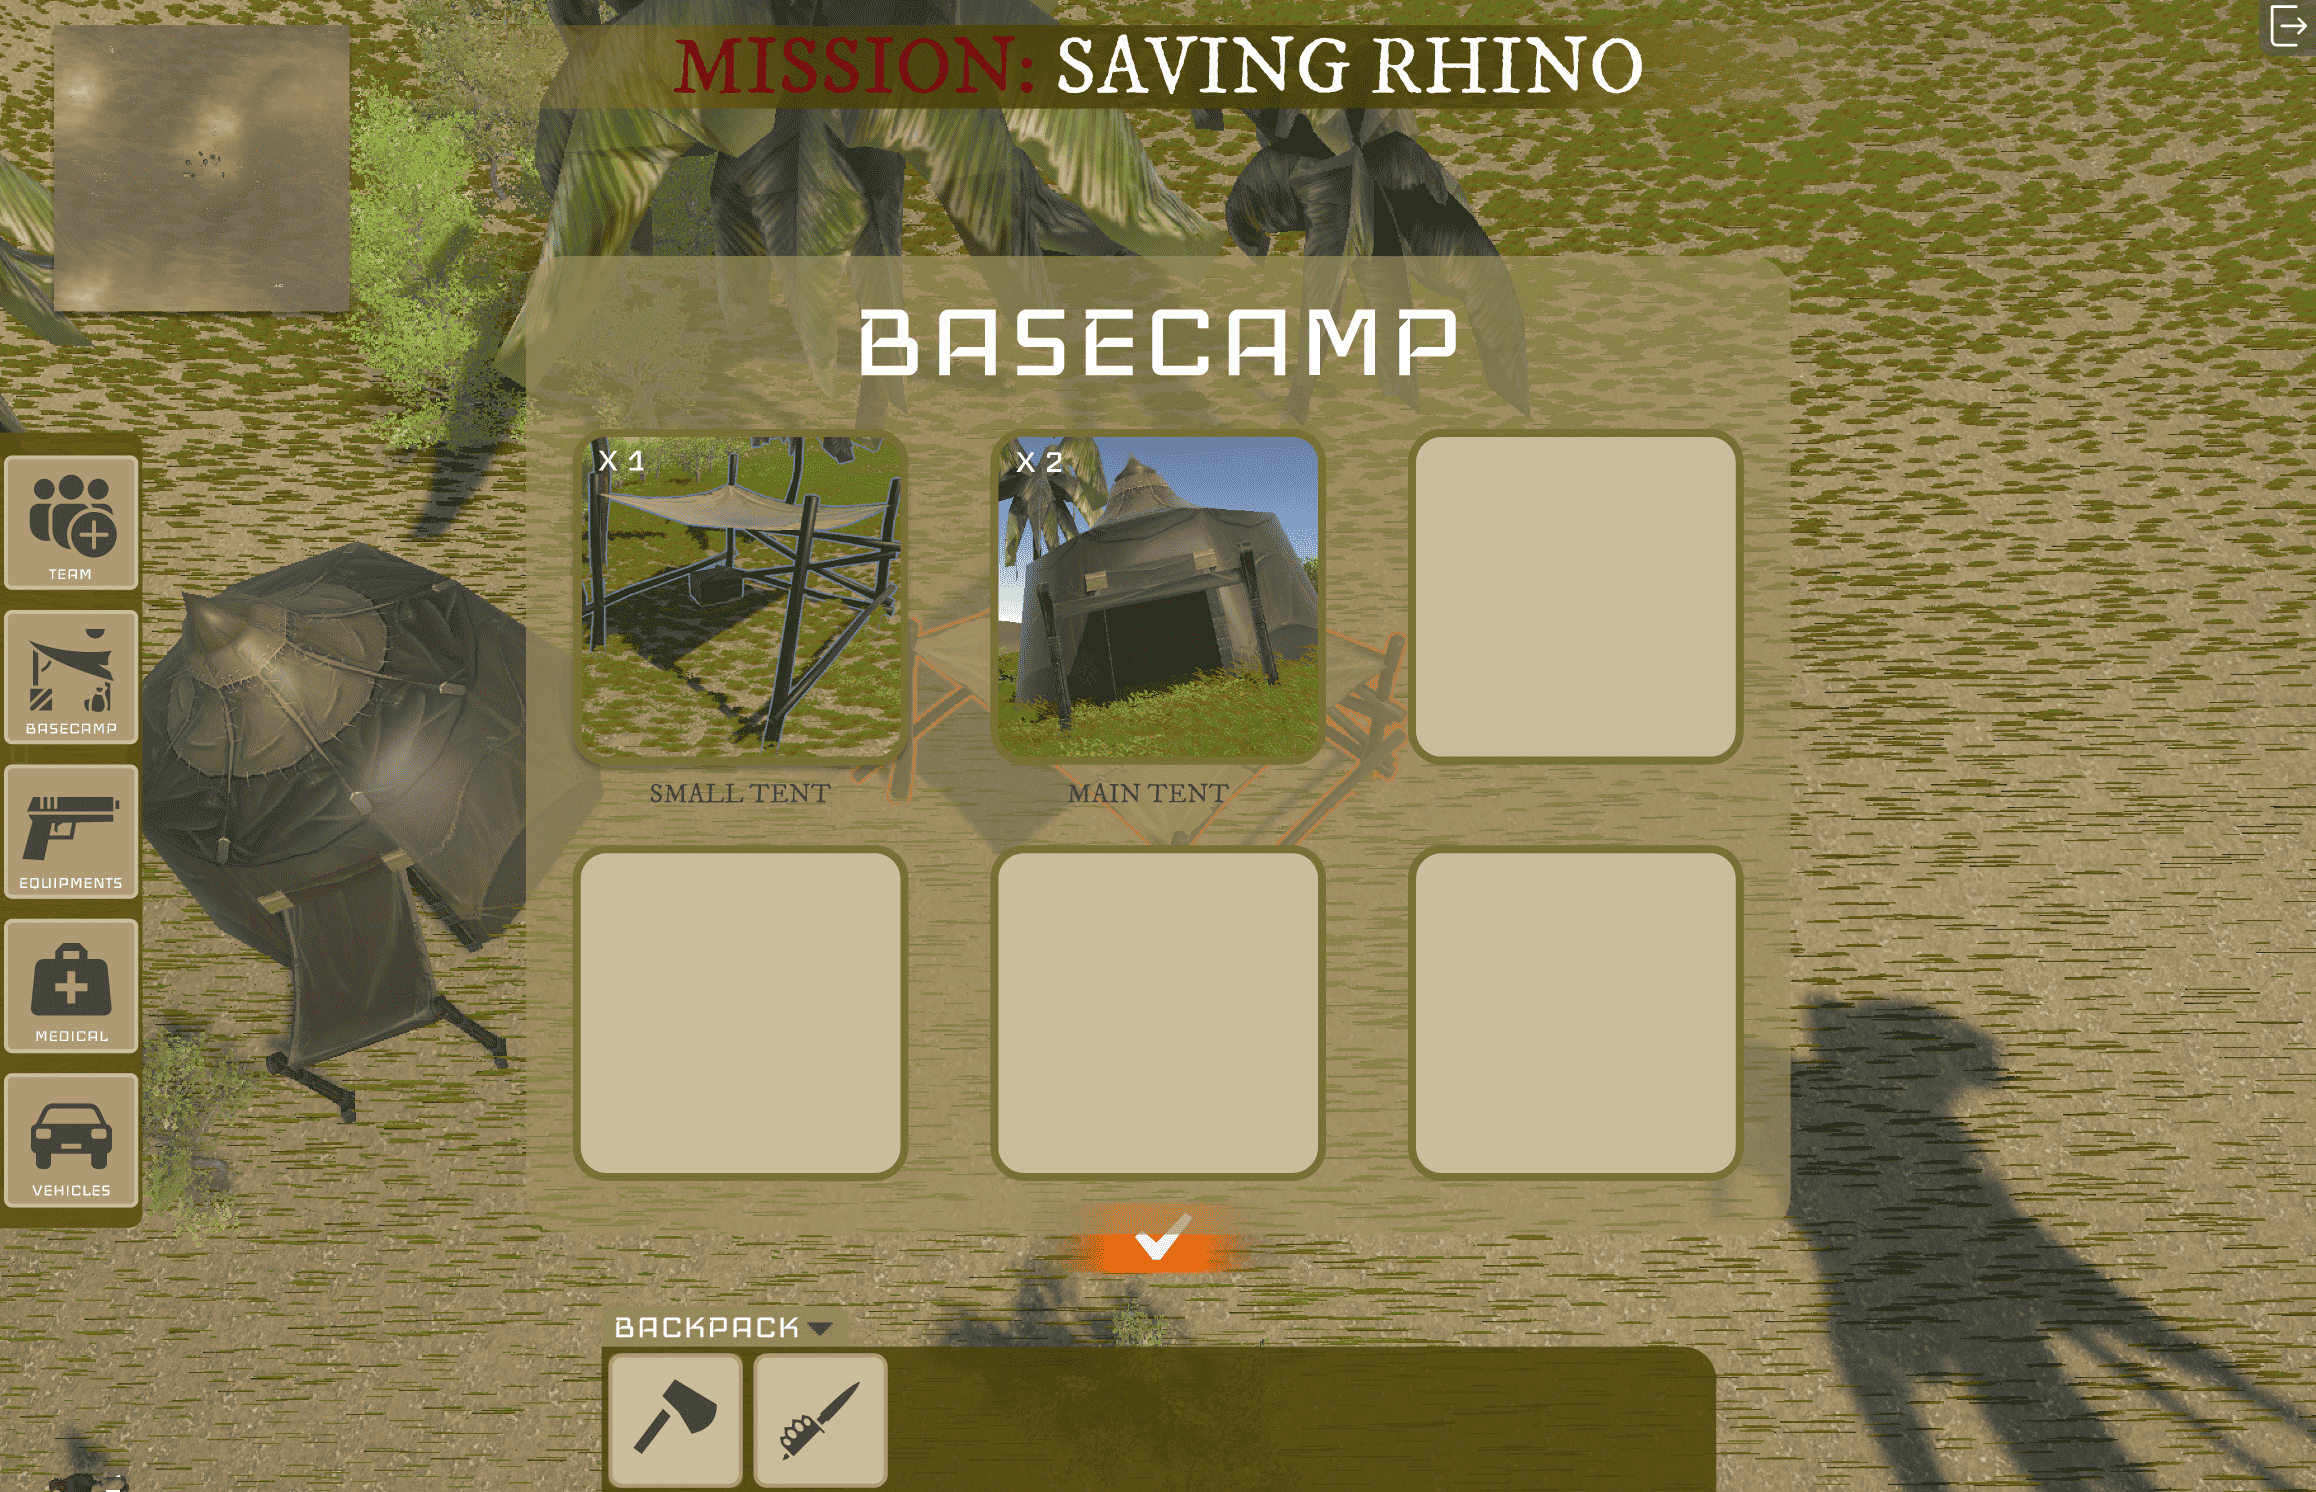 MISSION: SAVING RHINO
BASECAMP
X 1
X 2
TEAM
BASECAMP
SMALL TENT
MAIN TENT
EQUIPMENTS
MEDICAL
VEHICLES
BACKPACK